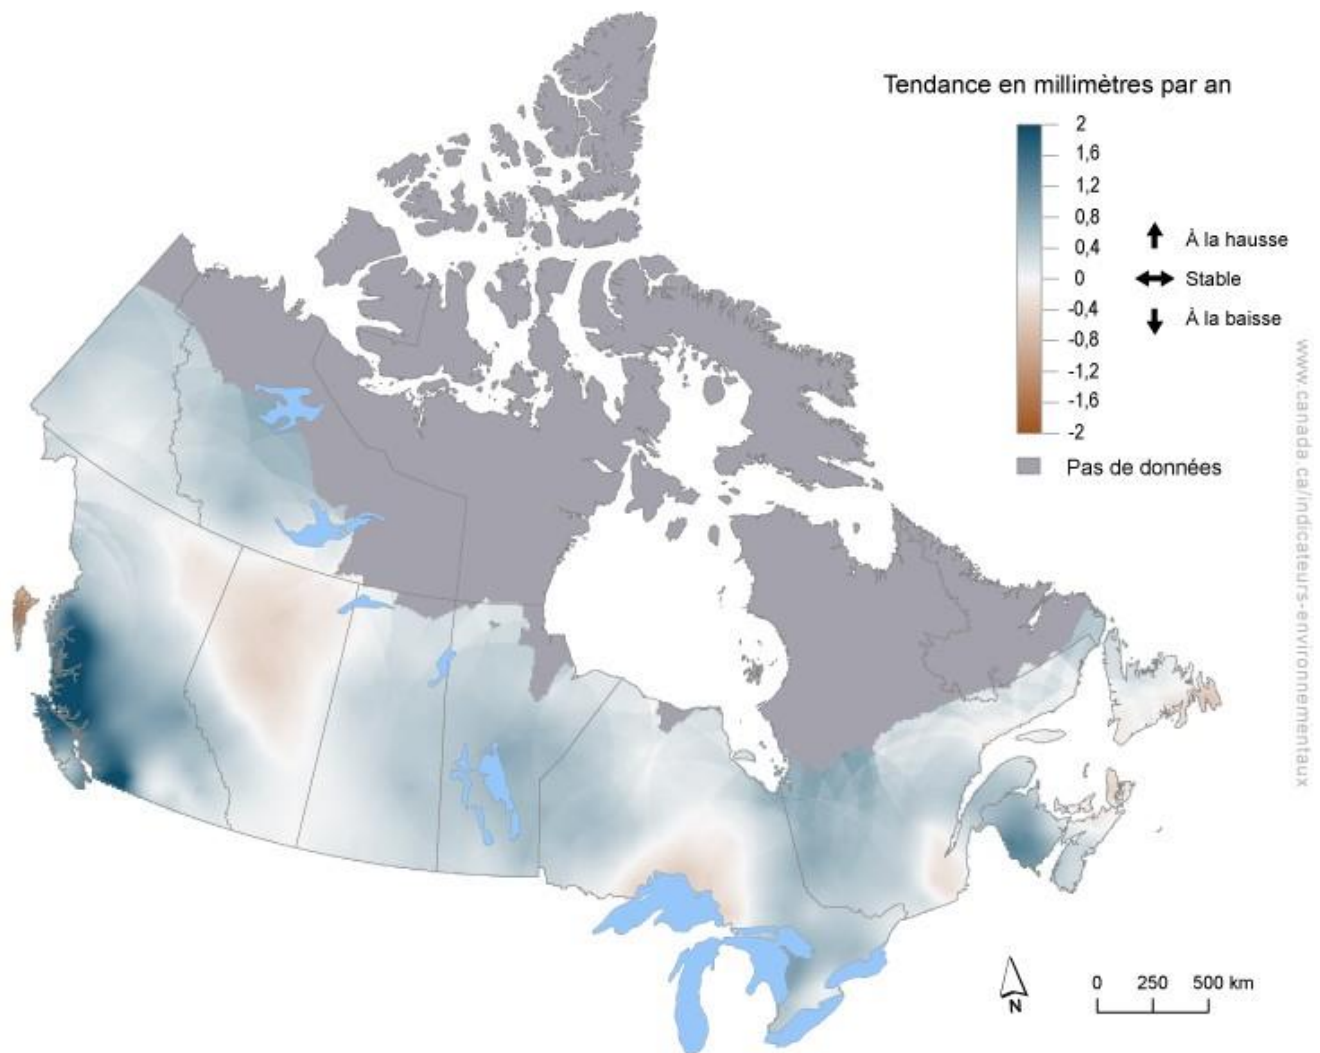 Tendance en millimètres par an
2
1,6
1,2
0,8
0,4
0
-0,4
-0,8
-1,2
-1,6
-2
À la hausse
Stable
À la baisse
Pas de données
www.canada.ca/indicateurs-environnementaux
N
0 250 500 km